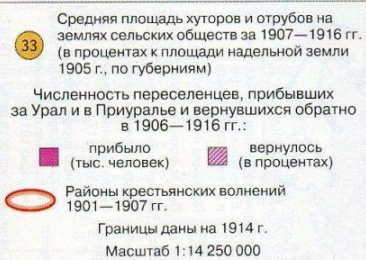 33
Средняя площадь хуторов и отрубов на
землях сельских обществ за 1907—1916 гг.
(в процентах к площади надельной земли
1905 г., по губерниям)
Численность переселенцев, прибывших
за Урал и в Приуралье и вернувшихся обратно
в 1906—1916 гг.:
прибыло
(тыс. человек)
вернулось
(в процентах)
Районы крестьянских волнений
1901—1907 гг.
Границы даны на 1914 г.
Масштаб 1:14 250 000